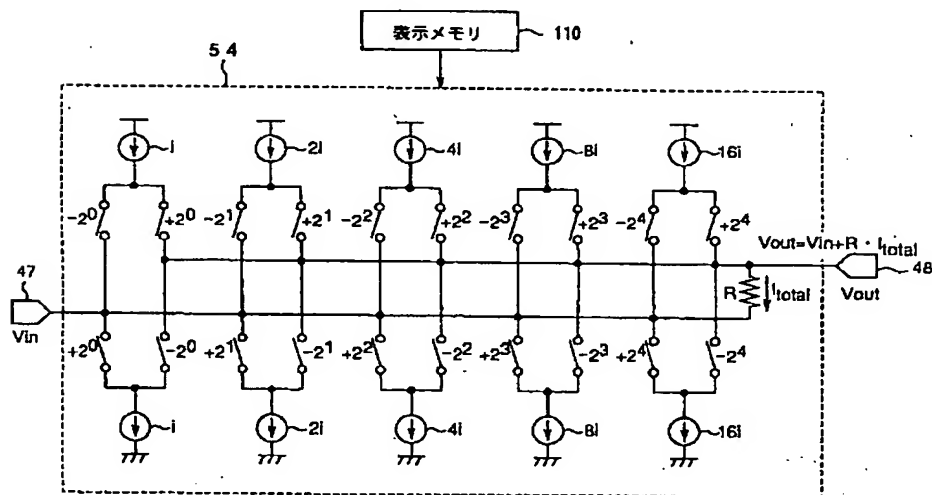 表示メモリ 110
54
i 2i 4i 8i 16i
-2⁰ +2⁰ -2¹ +2¹ -2² +2² -2³ +2³ -2⁴ +2⁴
Vout=Vin+R・Itotal
47 48
R Itotal Vout
Vin
+2⁰ -2⁰ +2¹ -2¹ +2² -2² +2³ -2³ +2⁴ -2⁴
i 2i 4i 8i 16i